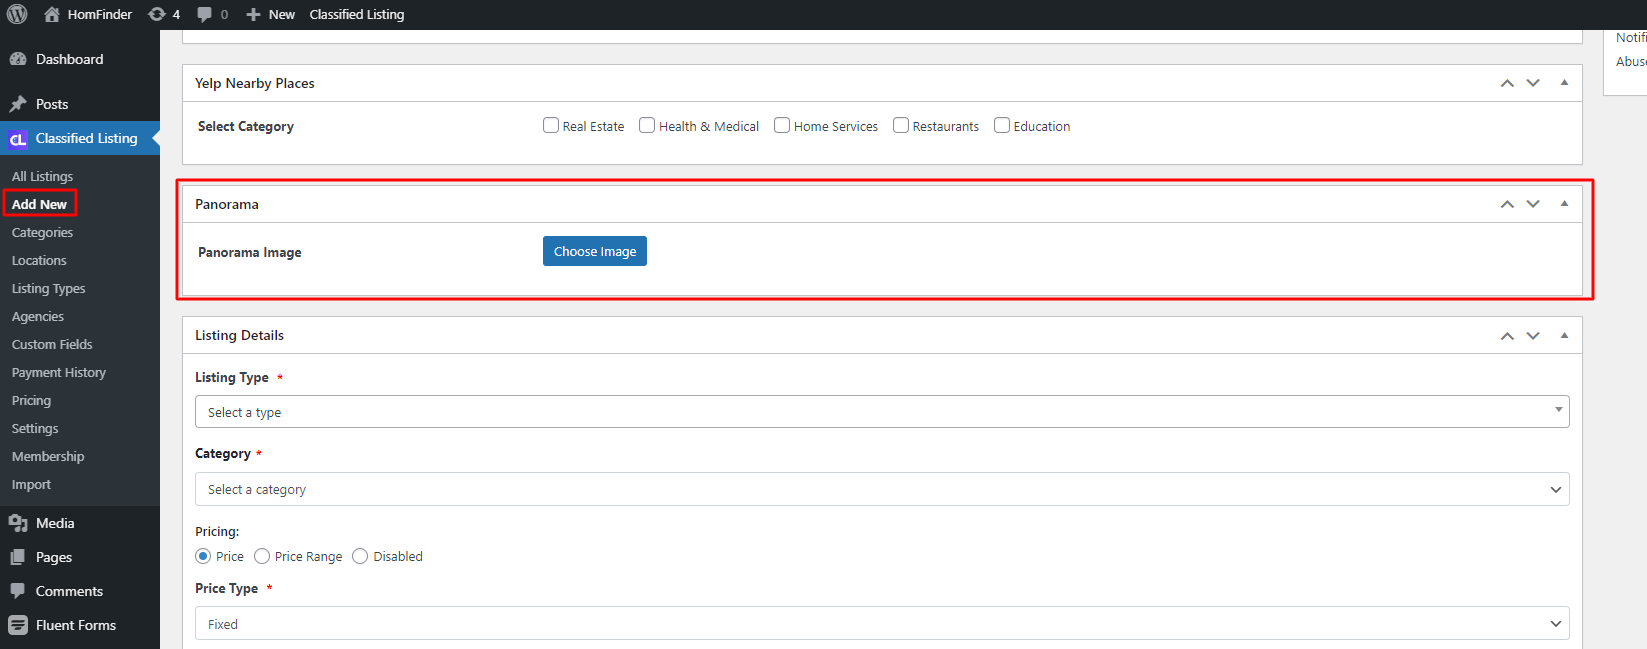 HomFinder 4 0 New Classified Listing
Dashboard
Posts
CL Classified Listing
All Listings
Add New
Categories
Locations
Listing Types
Agencies
Custom Fields
Payment History
Pricing
Settings
Membership
Import
Media
Pages
Comments
Fluent Forms
Yelp Nearby Places
Select Category Real Estate Health & Medical Home Services Restaurants Education
Panorama
Panorama Image Choose Image
Listing Details
Listing Type *
Select a type
Category *
Select a category
Pricing:
Price Price Range Disabled
Price Type *
Fixed